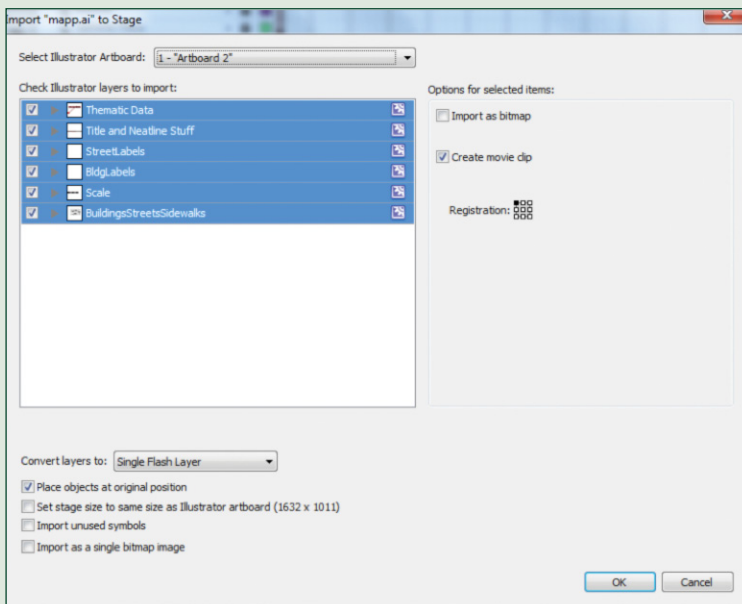 Import "mapp.ai" to Stage
Select Illustrator Artboard: 1 - "Artboard 2"
Check Illustrator layers to import:
Thematic Data
Title and Neatline Stuff
StreetLabels
BldgLabels
Scale
BuildingsStreetsSidewalks
Options for selected items:
Import as bitmap
Create movie clip
Registration:
Convert layers to: Single Flash Layer
Place objects at original position
Set stage size to same size as Illustrator artboard (1632 x 1011)
Import unused symbols
Import as a single bitmap image
OK Cancel